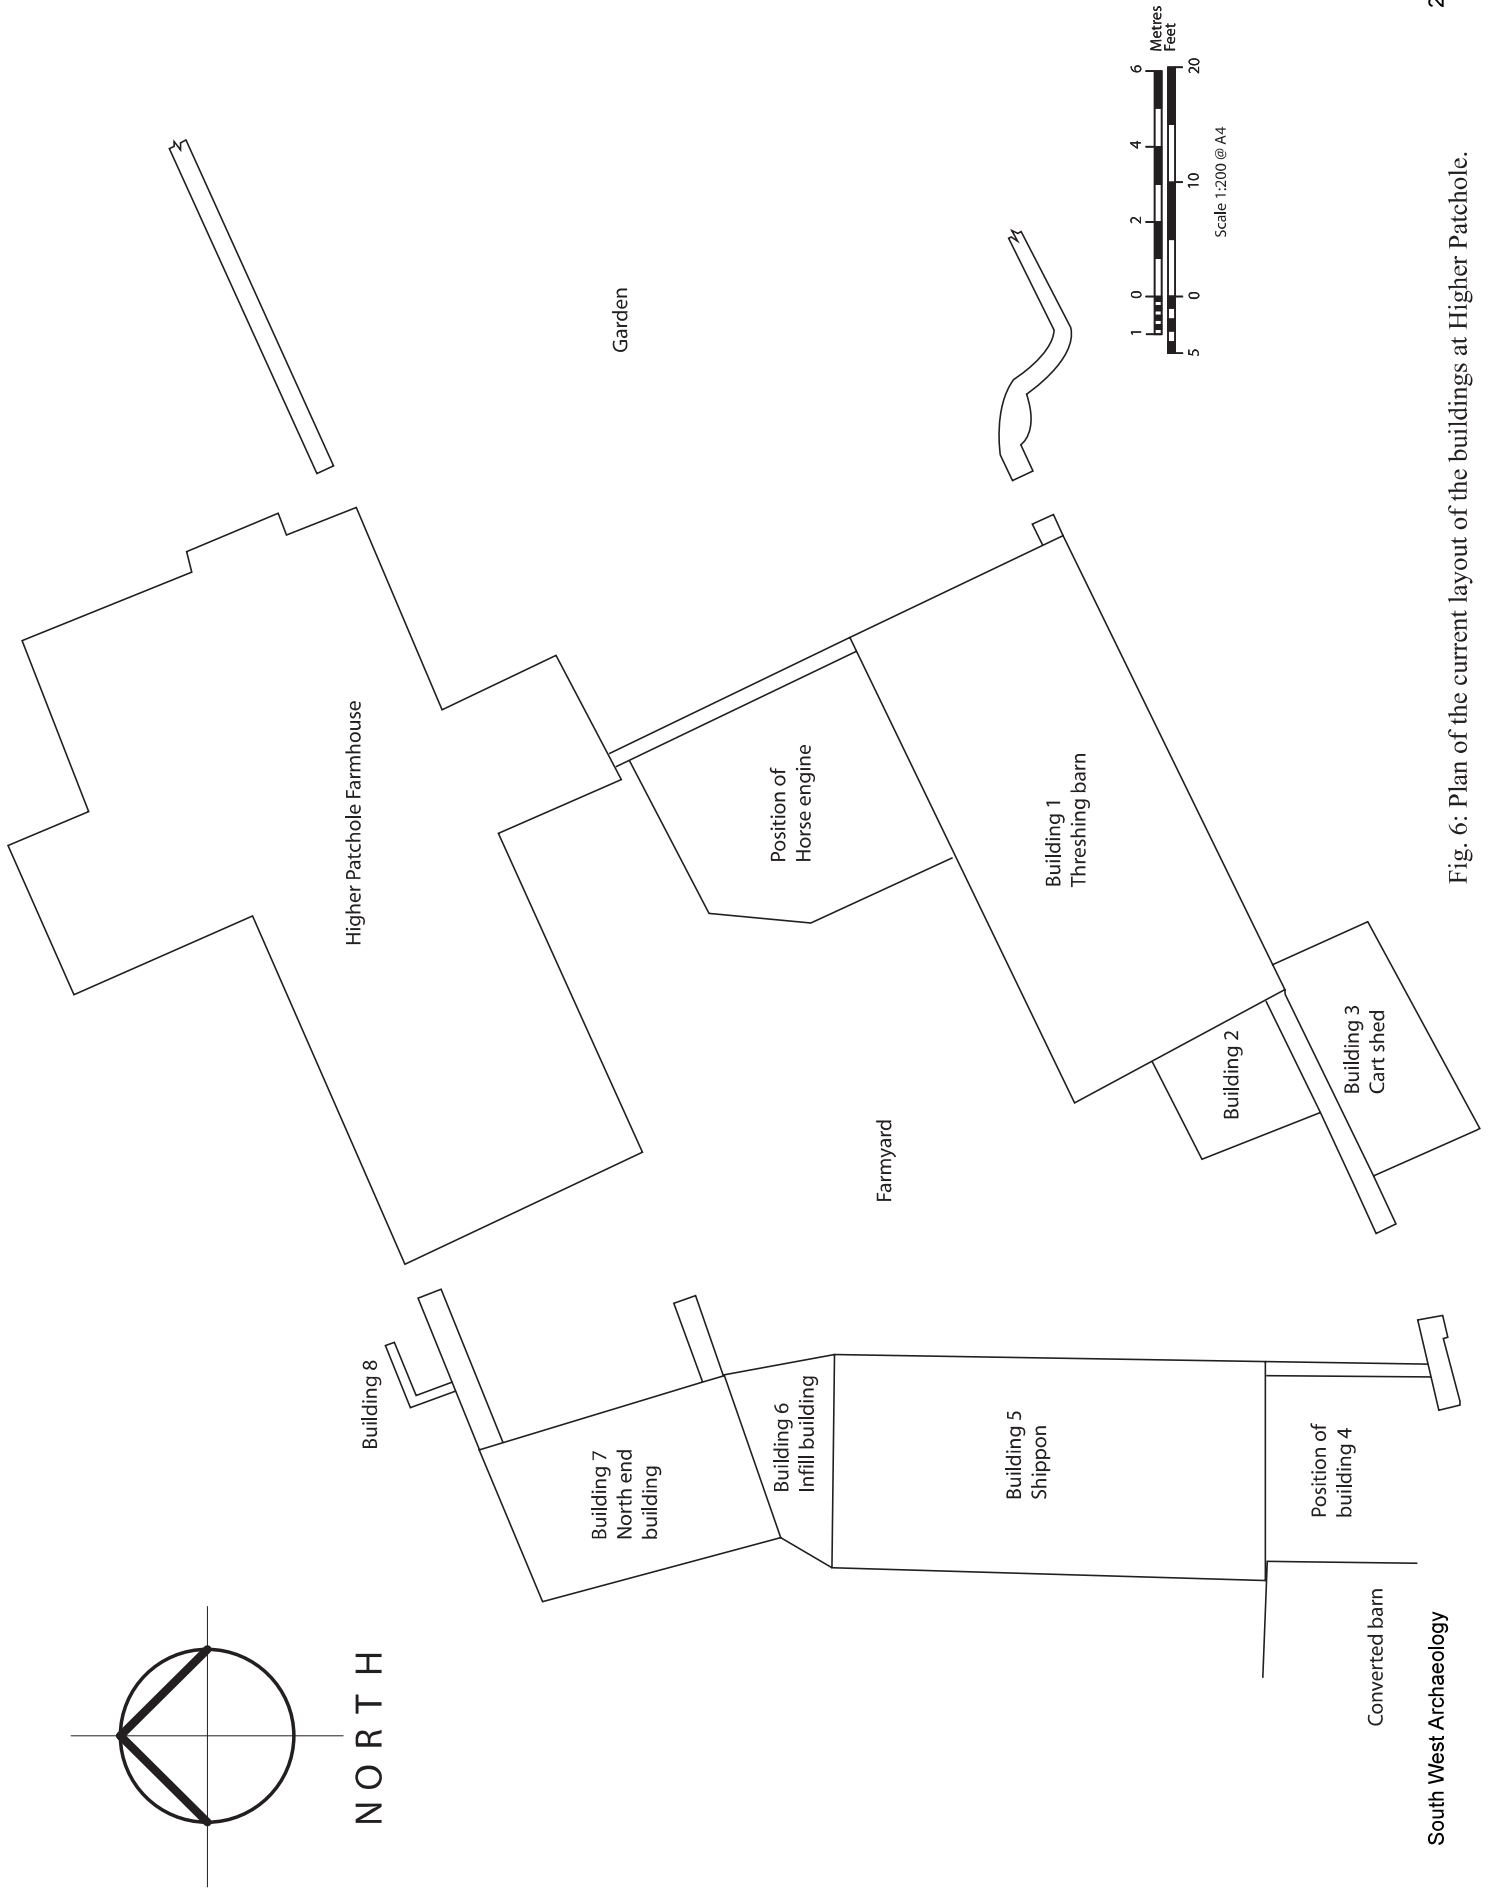 NORTH
Building 8
Higher Patchole Farmhouse
Garden
Building 7
North end
building
Building 6
Infill building
Position of
Horse engine
Farmyard
Building 5
Shippon
Building 1
Threshing barn
Building 2
Building 3
Cart shed
Position of
building 4
Converted barn
1 0 2 4 6 Metres
Feet
5 0 10 20
Scale 1:200 @ A4
Fig. 6: Plan of the current layout of the buildings at Higher Patchole.
South West Archaeology
2